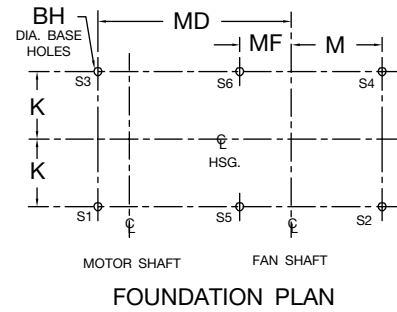 BH
DIA. BASE
HOLES
MD
MF
M
S3
S6
S4
K
℄
HSG.
K
S1
S5
S2
℄
℄
MOTOR SHAFT
FAN SHAFT
FOUNDATION PLAN